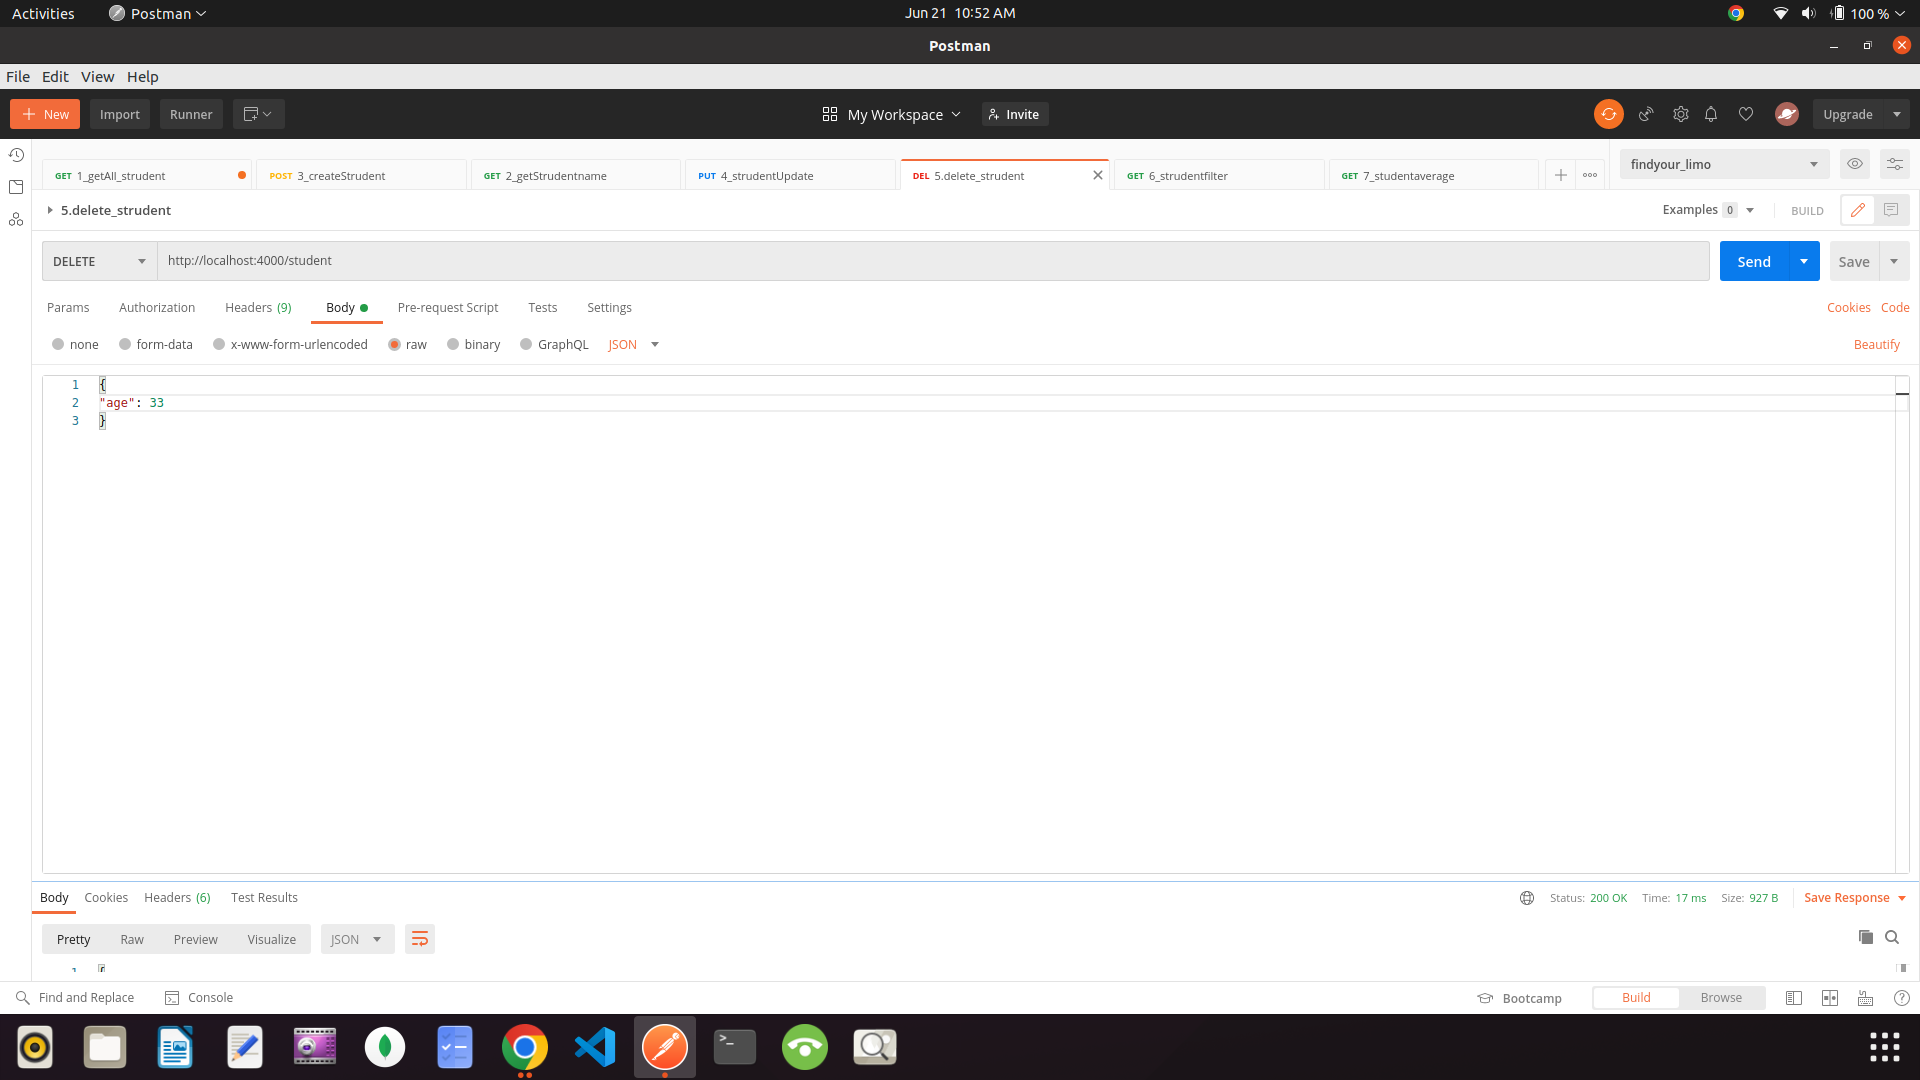 Activities Postman Jun 21 10:52 AM 100 %
Postman
File Edit View Help
New Import Runner My Workspace Invite Upgrade
GET 1_getAll_strudent POST 3_createStrudent GET 2_getStrudentname PUT 4_strudentUpdate DEL 5.delete_strudent GET 6_strudentfilter GET 7_studentaverage findyour_limo
5.delete_strudent Examples 0 BUILD
DELETE http://localhost:4000/student Send Save
Params Authorization Headers (9) Body Pre-request Script Tests Settings Cookies Code
none form-data x-www-form-urlencoded raw binary GraphQL JSON Beautify
1 {
2 "age": 33
3 }
Body Cookies Headers (6) Test Results Status: 200 OK Time: 17 ms Size: 927 B Save Response
Pretty Raw Preview Visualize JSON
Find and Replace Console Bootcamp Build Browse